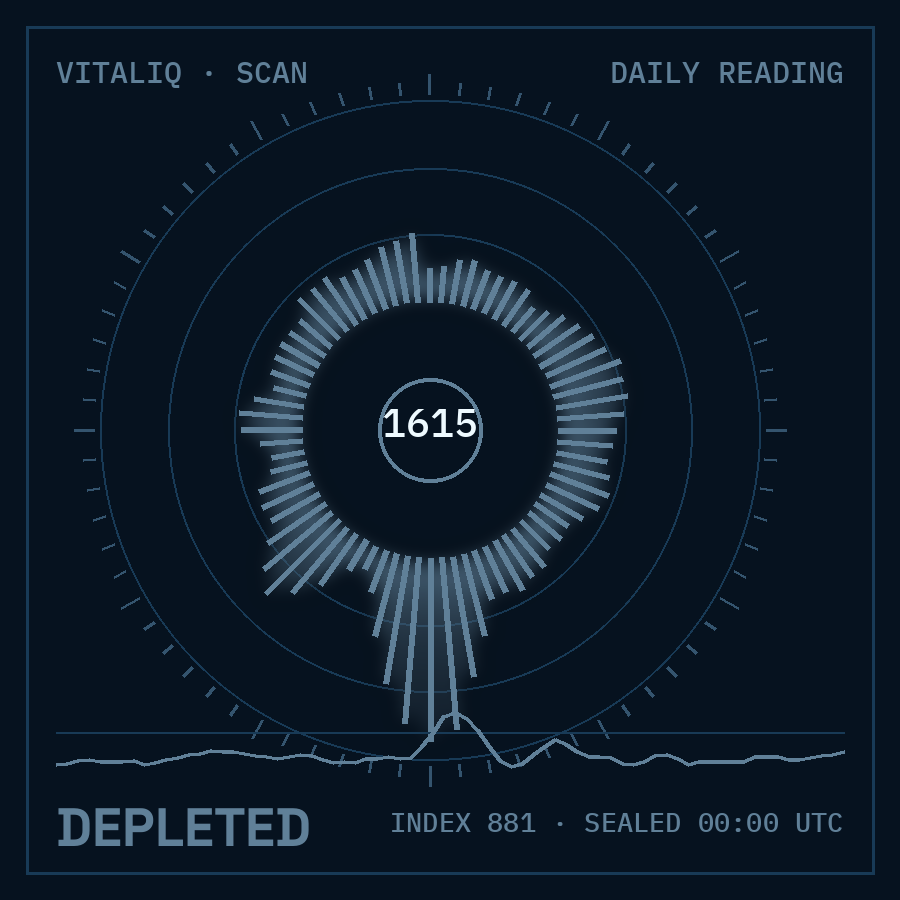 VITALIQ · SCAN
DAILY READING
1615
DEPLETED
INDEX 881 · SEALED 00:00 UTC